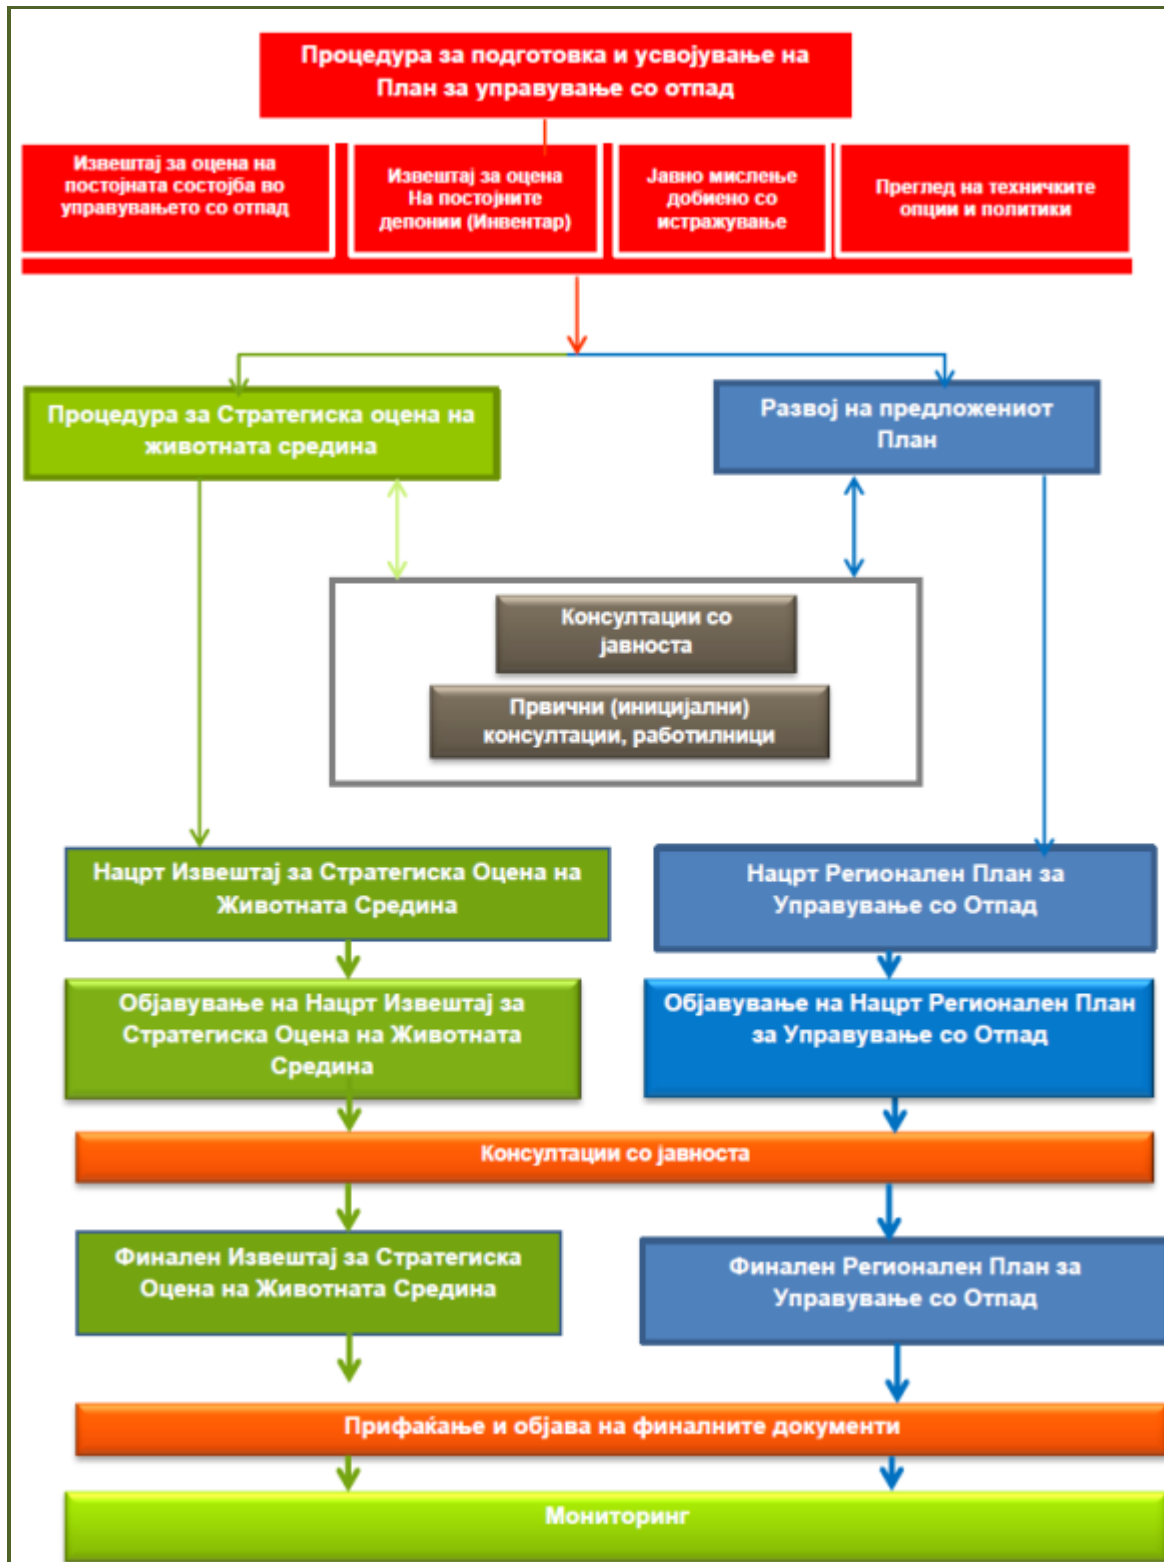 Процедура за подготовка и усвојување на
План за управување со отпад
Извештај за оцена на
постојната состојба во
управувањето со отпад
Извештај за оцена
На постојните
депонии (Инвентар)
Јавно мислење
добиено со
истражување
Преглед на техничките
опции и политики
Процедура за Стратегиска оцена на
животната средина
Развој на предложениот
План
Консултации со
јавноста
Првични (иницијални)
консултации, работилници
Нацрт Извештај за Стратегиска Оцена на
Животната Средина
Нацрт Регионален План за
Управување со Отпад
Објавување на Нацрт Извештај за
Стратегиска Оцена на Животната
Средина
Објавување на Нацрт Регионален План
за Управување со Отпад
Консултации со јавноста
Финален Извештај за Стратегиска
Оцена на Животната Средина
Финален Регионален План за
Управување со Отпад
Прифаќање и објава на финалните документи
Мониторинг